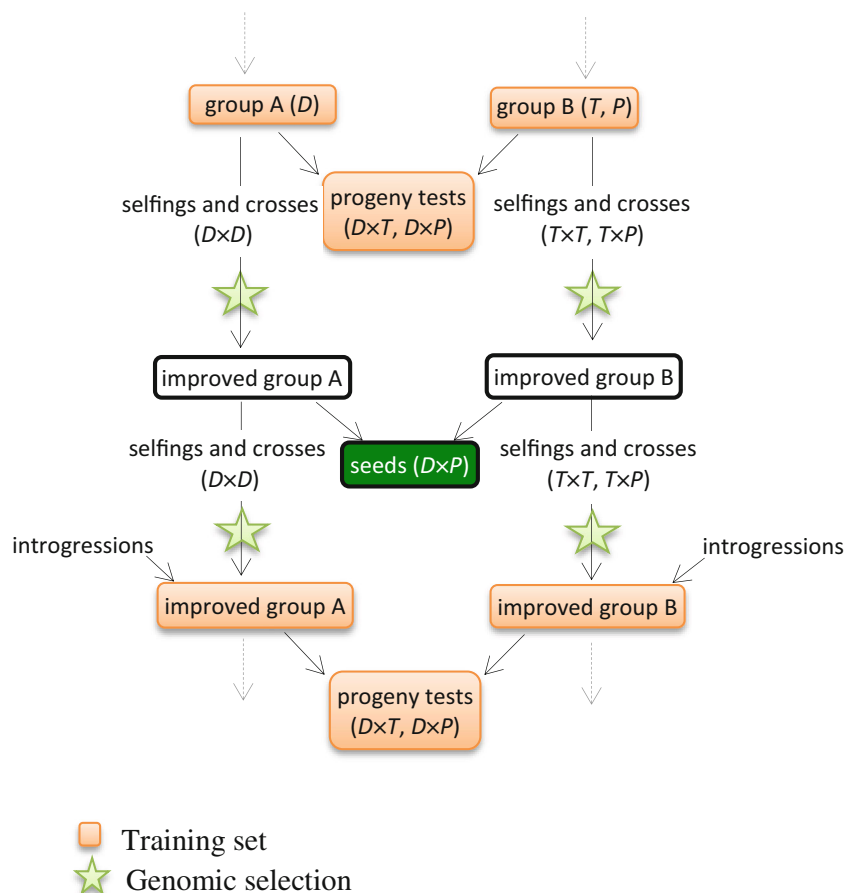 group A (D)
group B (T, P)
progeny tests
(D×T, D×P)
selfings and crosses
(D×D)
selfings and crosses
(T×T, T×P)
improved group A
improved group B
selfings and crosses
(D×D)
seeds (D×P)
selfings and crosses
(T×T, T×P)
introgressions
introgressions
improved group A
improved group B
progeny tests
(D×T, D×P)
Training set
Genomic selection